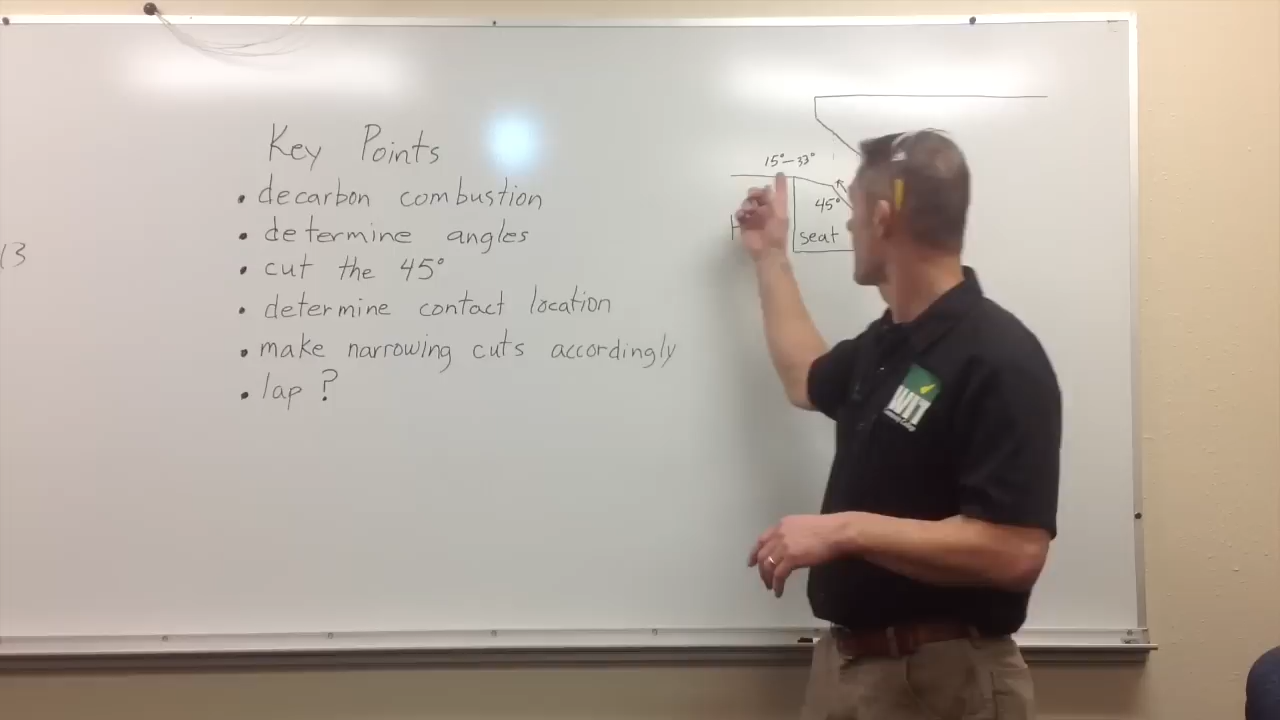 Key Points
• decarbon combustion
• determine angles
• cut the 45°
• determine contact location
• make narrowing cuts accordingly
• lap ?
13
15°-33°
45°
H
seat
WIT